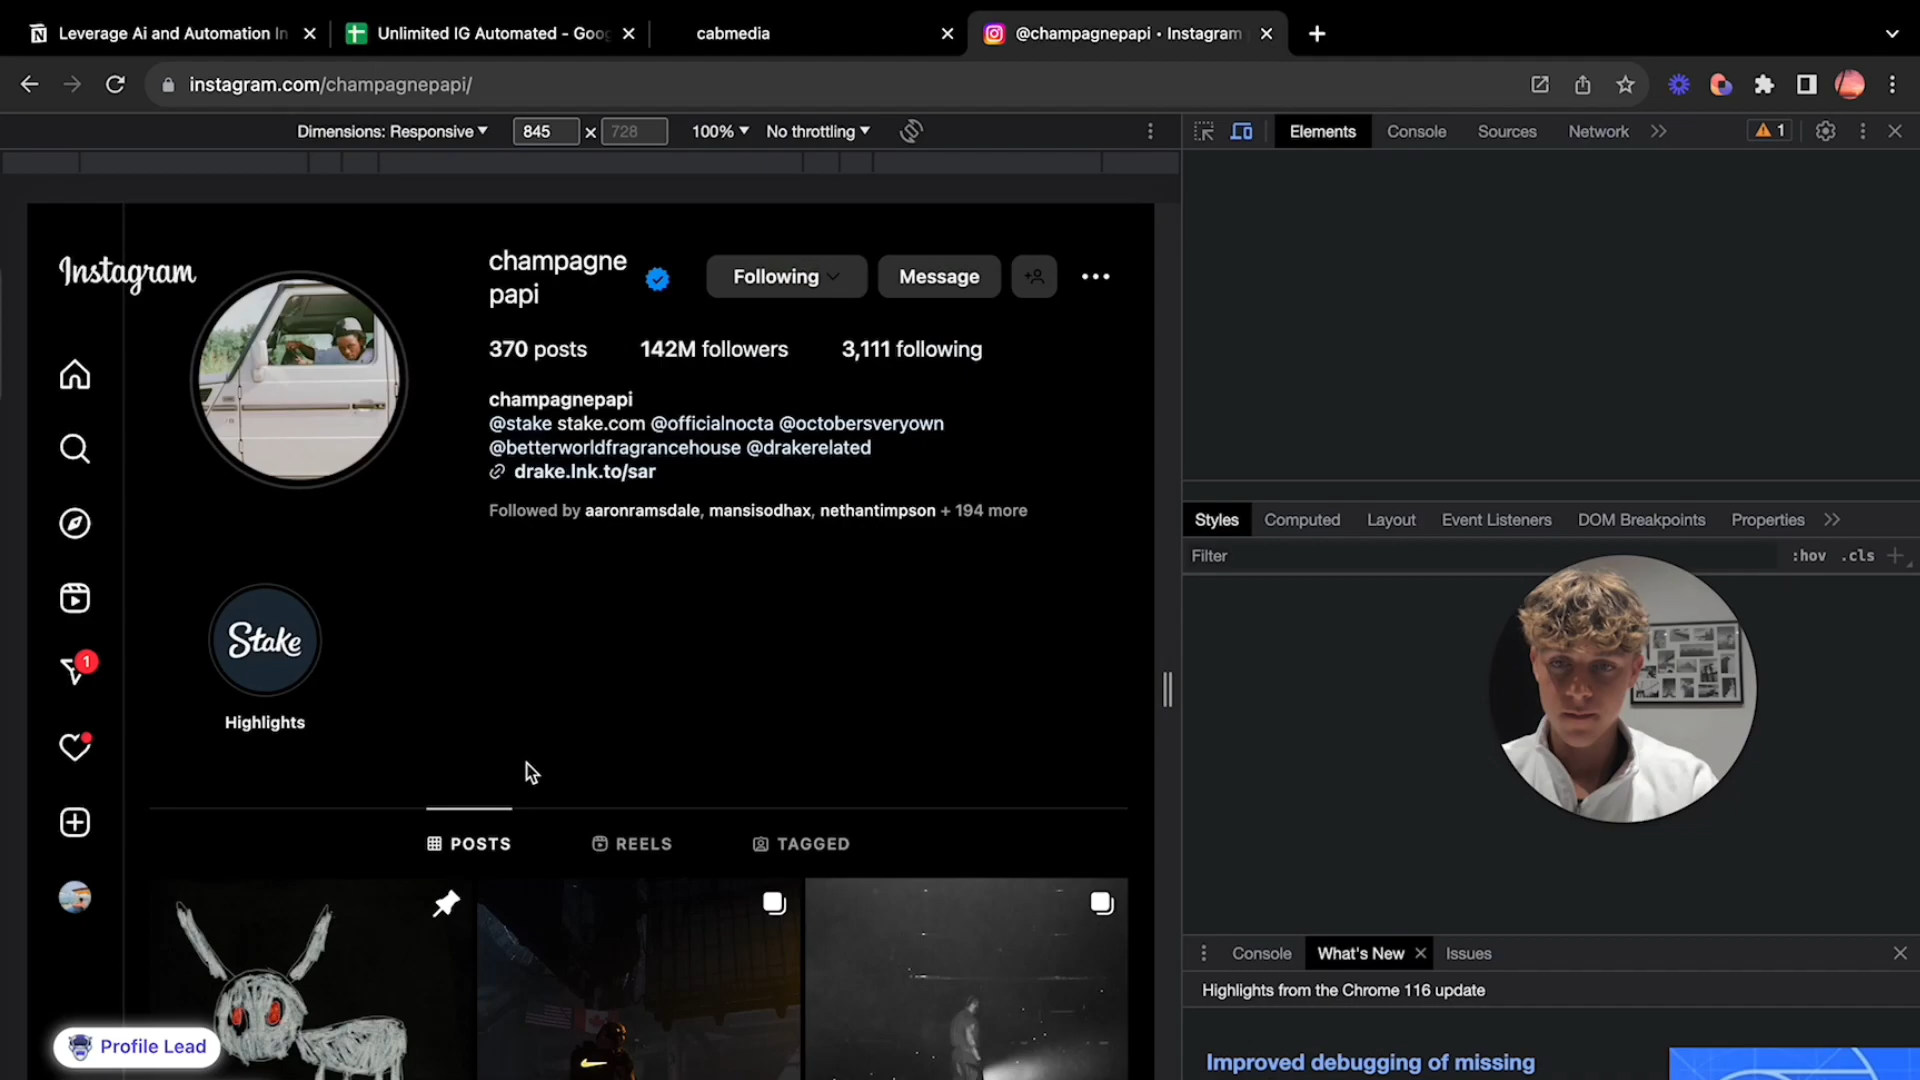 Leverage Ai and Automation In
Unlimited IG Automated - Goo
cabmedia
@champagnepapi • Instagram
instagram.com/champagnepapi/
Dimensions: Responsive
845
×
728
100%
No throttling
Elements
Console
Sources
Network
1
Instagram
champagne
papi
Following
Message
370 posts
142M followers
3,111 following
champagnepapi
@stake stake.com @officialnocta @octobersveryown
@betterworldfragrancehouse @drakerelated
drake.lnk.to/sar
Followed by aaronramsdale, mansisodhax, nethantimpson + 194 more
Stake
Highlights
1
POSTS
REELS
TAGGED
Profile Lead
Styles
Computed
Layout
Event Listeners
DOM Breakpoints
Properties
Filter
:hov
.cls
Console
What's New
Issues
Highlights from the Chrome 116 update
Improved debugging of missing